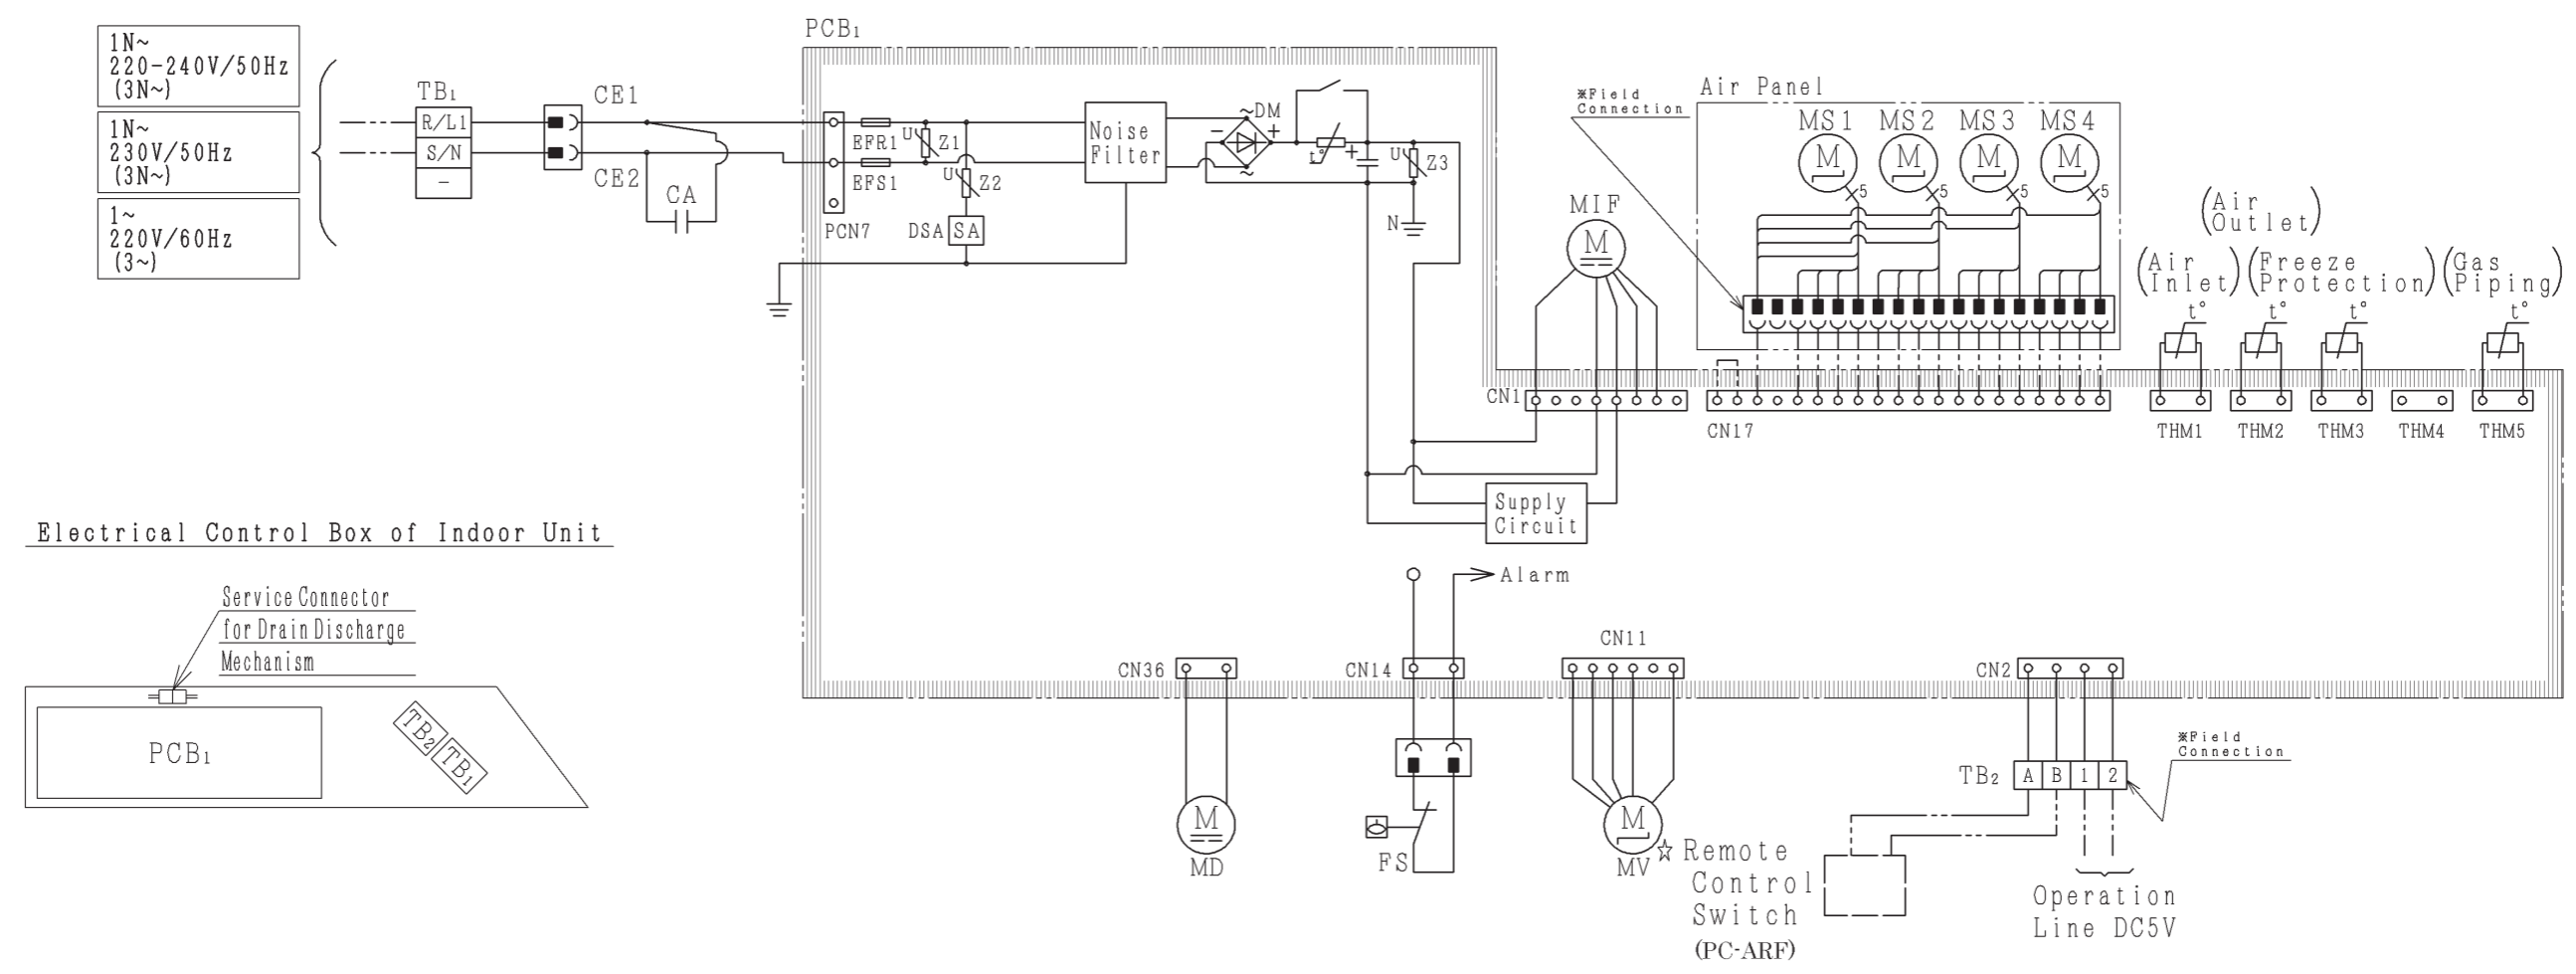 PCB1
1N~
220-240V/50Hz
(3N~)
1N~
230V/50Hz
(3N~)
1~
220V/60Hz
(3~)
TB1
R/L1
S/N
-
CE1
CE2
CA
PCN7
EFR1
EFS1
U
Z1
U
Z2
DSA
SA
Noise
Filter
~
DM
-
+
~
t°
+
U
Z3
N
※Field
Connection
Air Panel
MS1
MS2
MS3
MS4
M
M
M
M
5
5
5
5
MIF
M
(Air
Outlet)
(Air
Inlet)
(Freeze
Protection)
(Gas
Piping)
t°
t°
t°
t°
CN1
CN17
THM1
THM2
THM3
THM4
THM5
Supply
Circuit
Alarm
Electrical Control Box of Indoor Unit
Service Connector
for Drain Discharge
Mechanism
PCB1
TB2
TB1
CN36
CN14
CN11
CN2
M
MD
FS
M
MV
☆Remote
Control
Switch
(PC-ARF)
TB2
A
B
1
2
※Field
Connection
Operation
Line DC5V